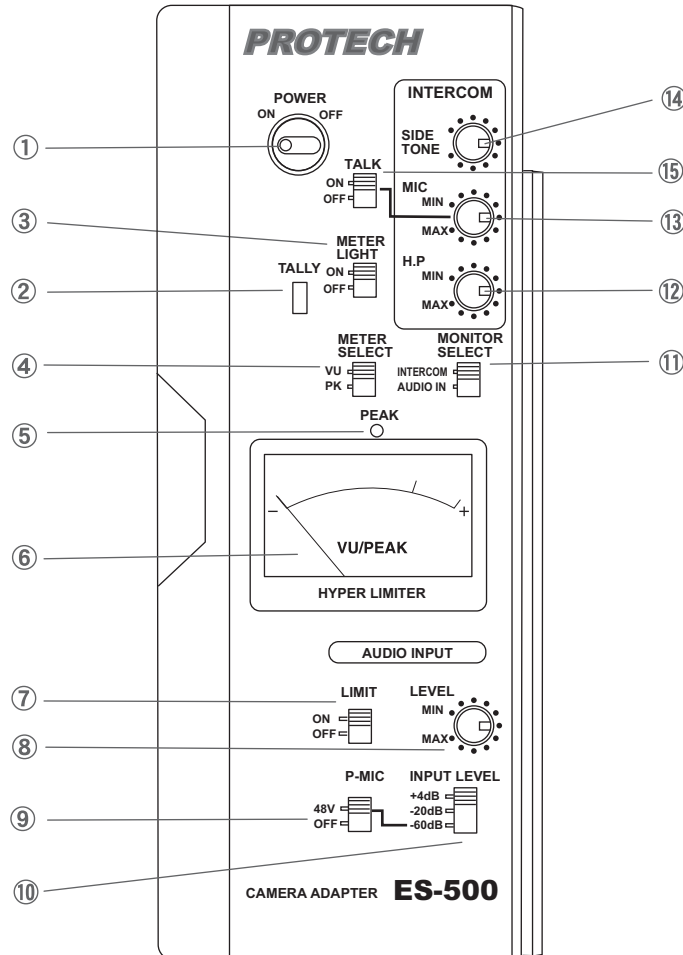 PROTECH
POWER
ON OFF
①
INTERCOM
SIDE
TONE
⑭
TALK
ON
OFF
⑮
MIC
MIN
MAX
⑬
③
METER
LIGHT
ON
OFF
TALLY
②
H.P
MIN
MAX
⑫
METER
SELECT
VU
PK
④
MONITOR
SELECT
INTERCOM
AUDIO IN
⑪
PEAK
⑤
− +
VU/PEAK
⑥
HYPER LIMITER
AUDIO INPUT
⑦
LIMIT
ON
OFF
LEVEL
MIN
MAX
⑧
P-MIC
48V
OFF
⑨
INPUT LEVEL
+4dB
-20dB
-60dB
⑩
CAMERA ADAPTER ES-500